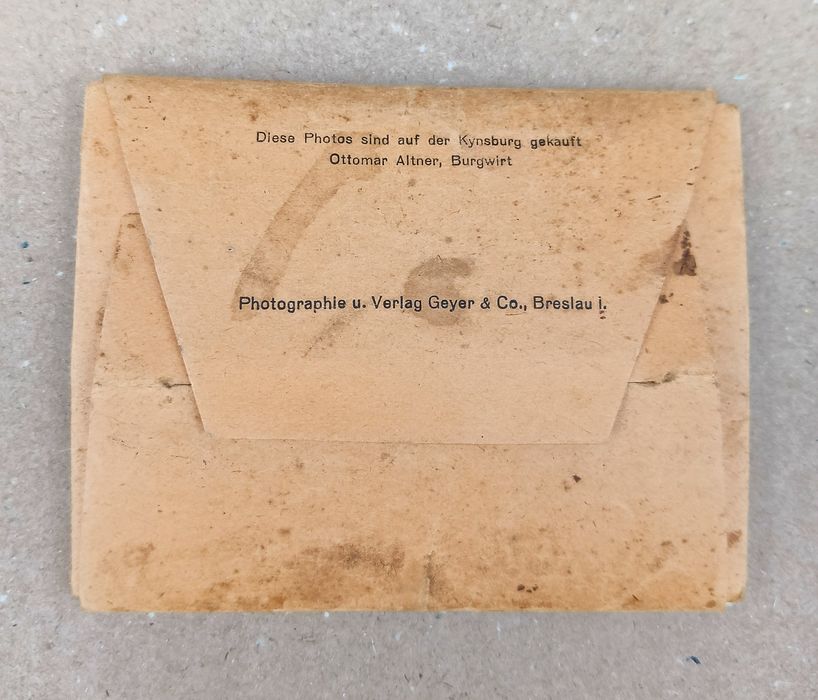 Diese Photos sind auf der Kynsburg gekauft
Ottomar Altner, Burgwirt
Photographie u. Verlag Geyer & Co., Breslau i.